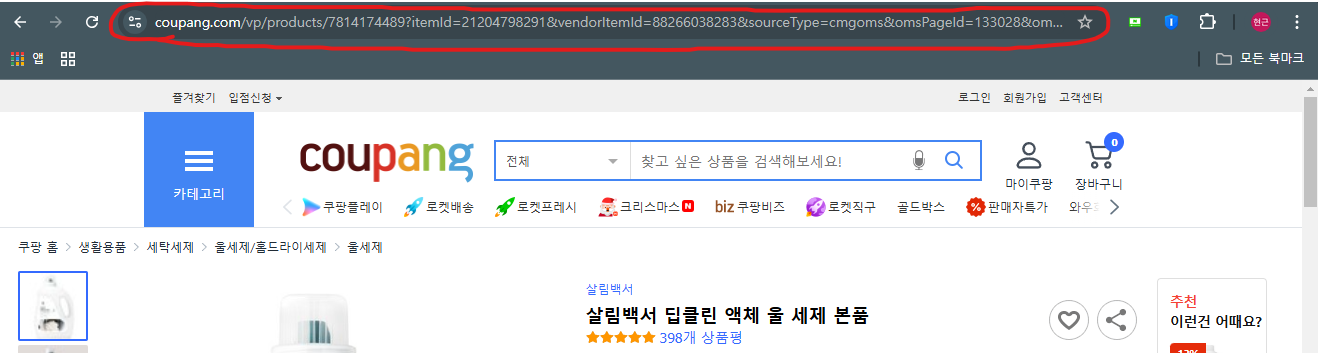 coupang.com/vp/products/7814174489?itemId=21204798291&vendorItemId=88266038283&sourceType=cmgoms&omsPageId=133028&om...
현근
앱
모든 북마크
즐겨찾기 입점신청
로그인 회원가입 고객센터
카테고리
coupang
전체
찾고 싶은 상품을 검색해보세요!
마이쿠팡
0
장바구니
쿠팡플레이 로켓배송 로켓프레시 크리스마스 N biz 쿠팡비즈 로켓직구 골드박스 판매자특가 와우
쿠팡 홈 생활용품 세탁세제 울세제/홈드라이세제 울세제
살림백서
살림백서 딥클린 액체 울 세제 본품
398개 상품평
추천
이런건 어때요?